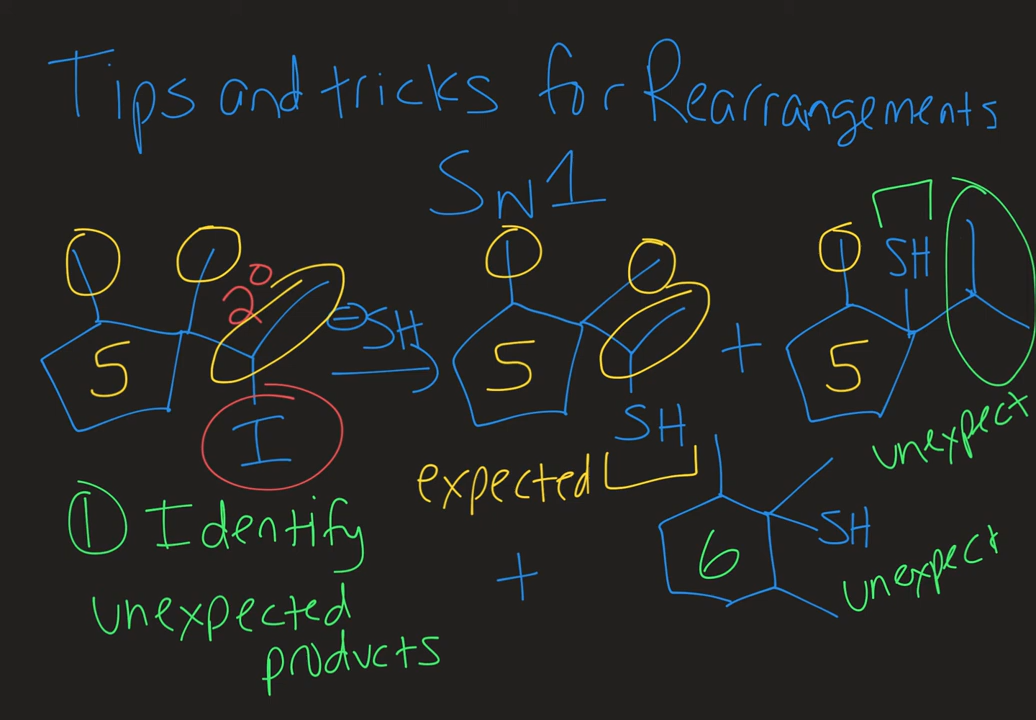 Tips and tricks for Rearrangements
SN1
2°
⊖SH
SH
5
5
5
+
I
SH
expected
unexpect
① Identify
unexpected
products
+
6
SH
unexpect